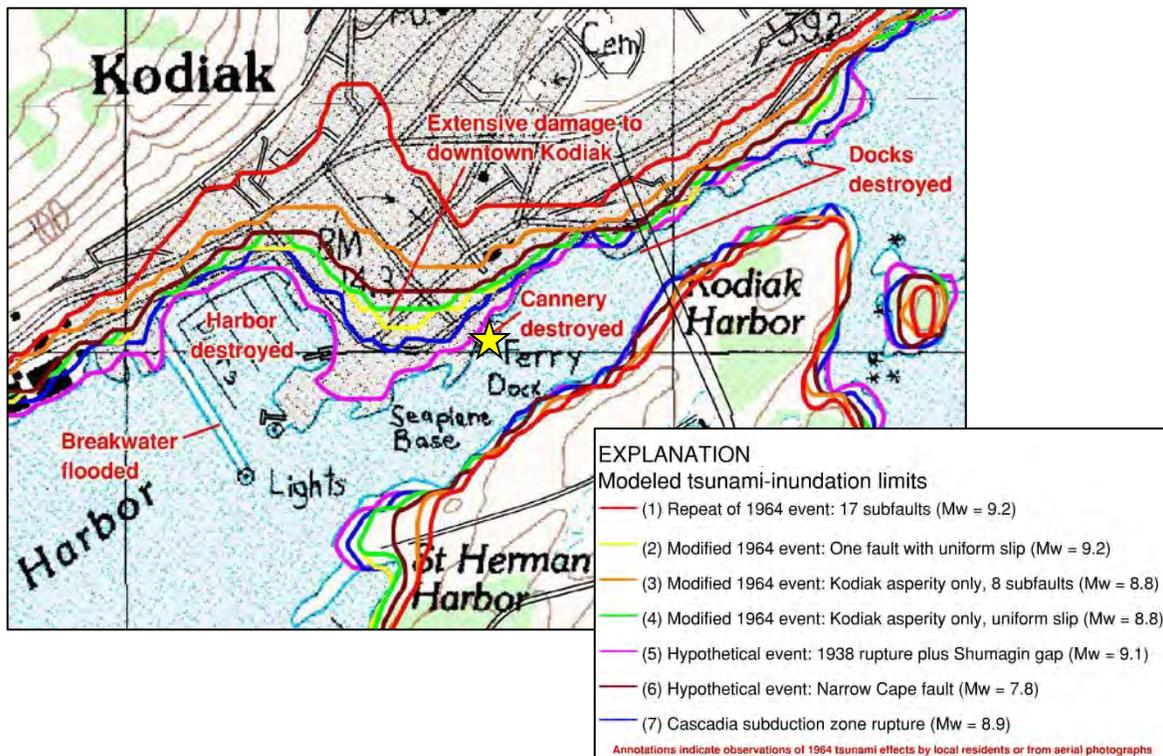 Kodiak
Cem
392
Extensive damage to
downtown Kodiak
Docks
destroyed
BM
143
100
Harbor
destroyed
Cannery
destroyed
Kodiak
Harbor
Ferry
Dock
Seaplane
Base
Breakwater
flooded
Lights
Harbor
St Herman
Harbor
EXPLANATION
Modeled tsunami-inundation limits
(1) Repeat of 1964 event: 17 subfaults (Mw = 9.2)
(2) Modified 1964 event: One fault with uniform slip (Mw = 9.2)
(3) Modified 1964 event: Kodiak asperity only, 8 subfaults (Mw = 8.8)
(4) Modified 1964 event: Kodiak asperity only, uniform slip (Mw = 8.8)
(5) Hypothetical event: 1938 rupture plus Shumagin gap (Mw = 9.1)
(6) Hypothetical event: Narrow Cape fault (Mw = 7.8)
(7) Cascadia subduction zone rupture (Mw = 8.9)
Annotations indicate observations of 1964 tsunami effects by local residents or from aerial photographs